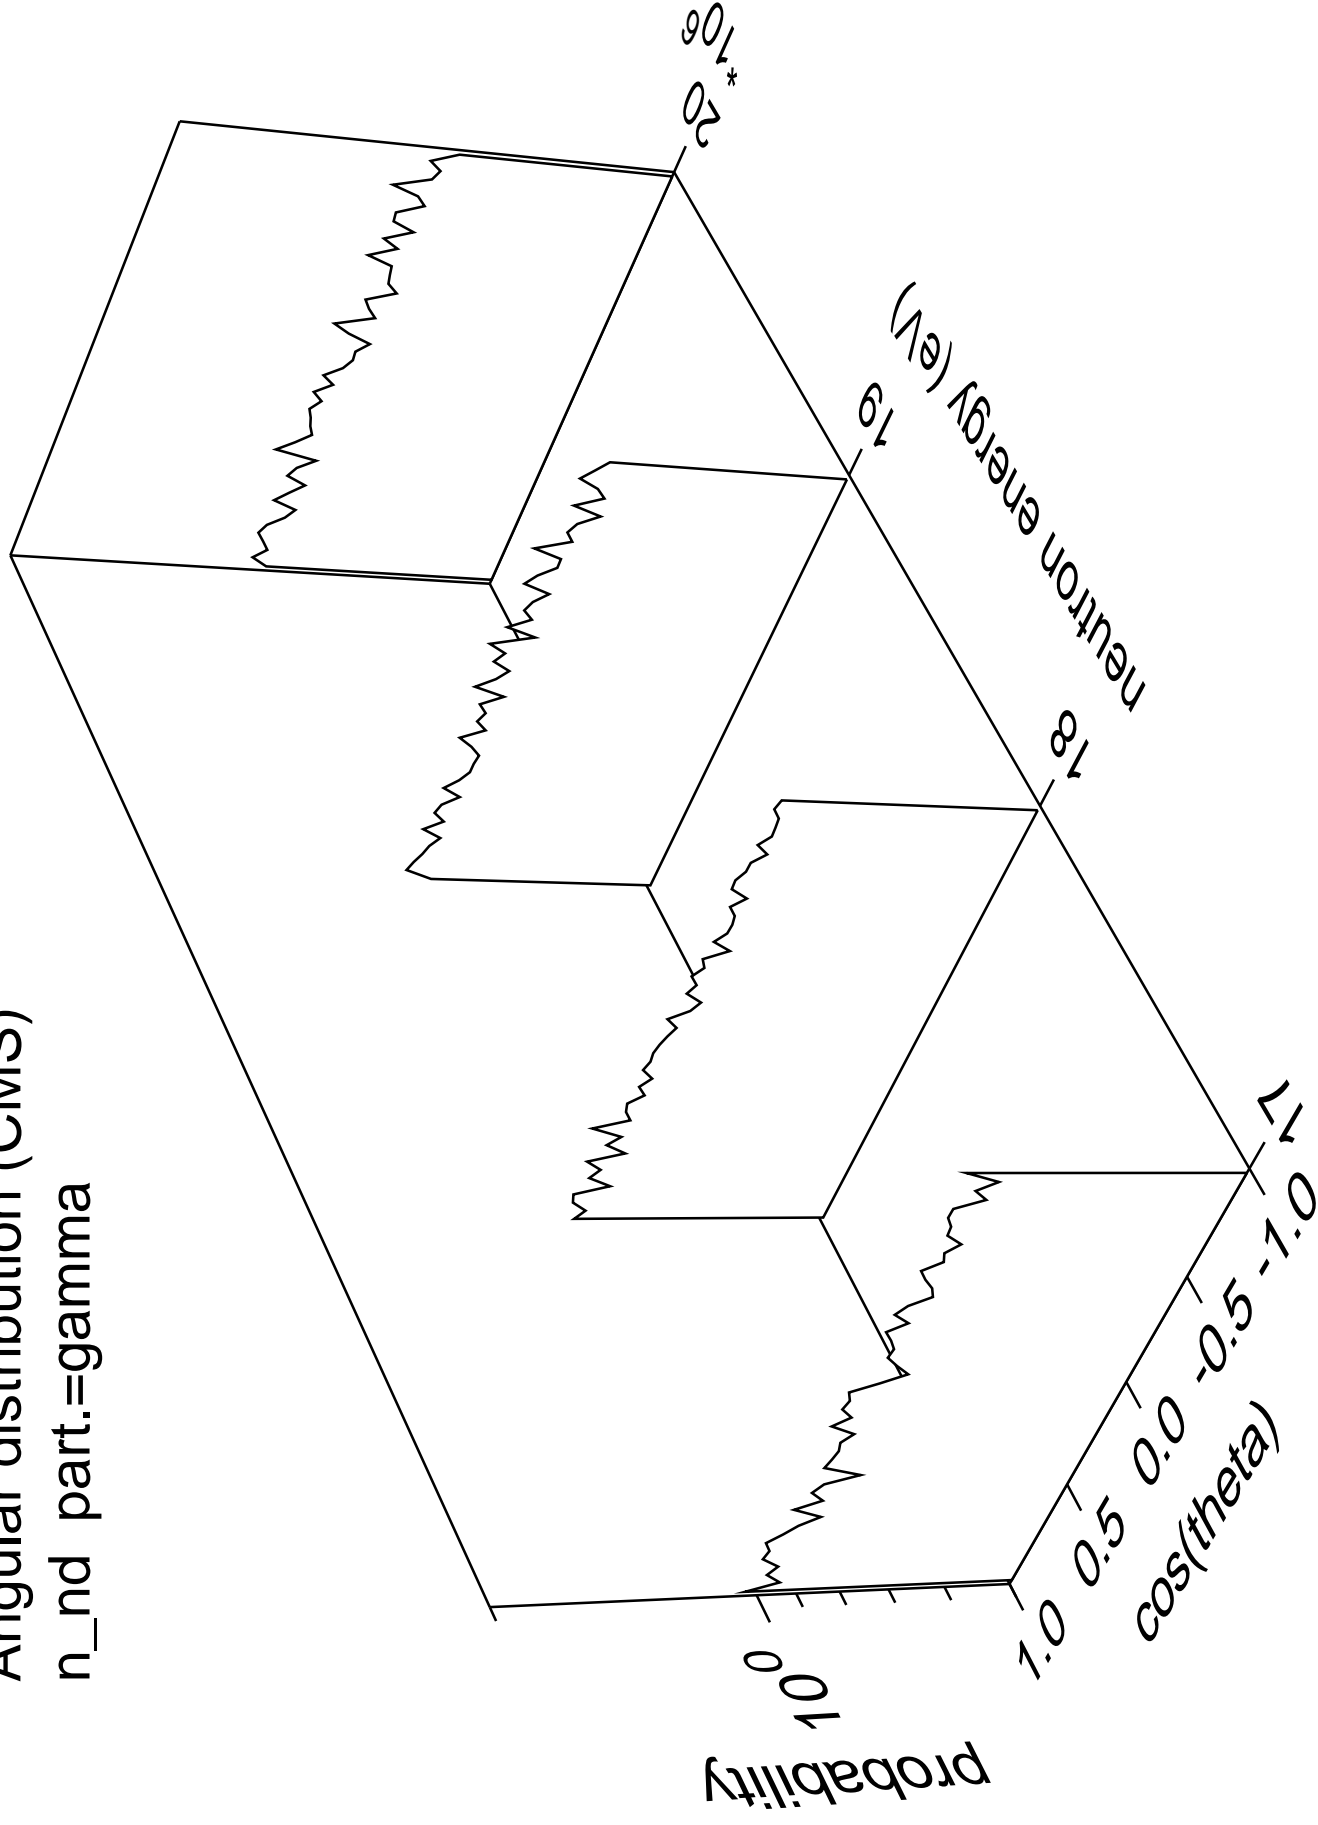 Angular distribution (CMS)
n_nd part.=gamma
probability
10^0
cos(theta)
1.0 0.5 0.0 -0.5 -1.0
neutron energy (eV)
17 18 19 20 *10^6